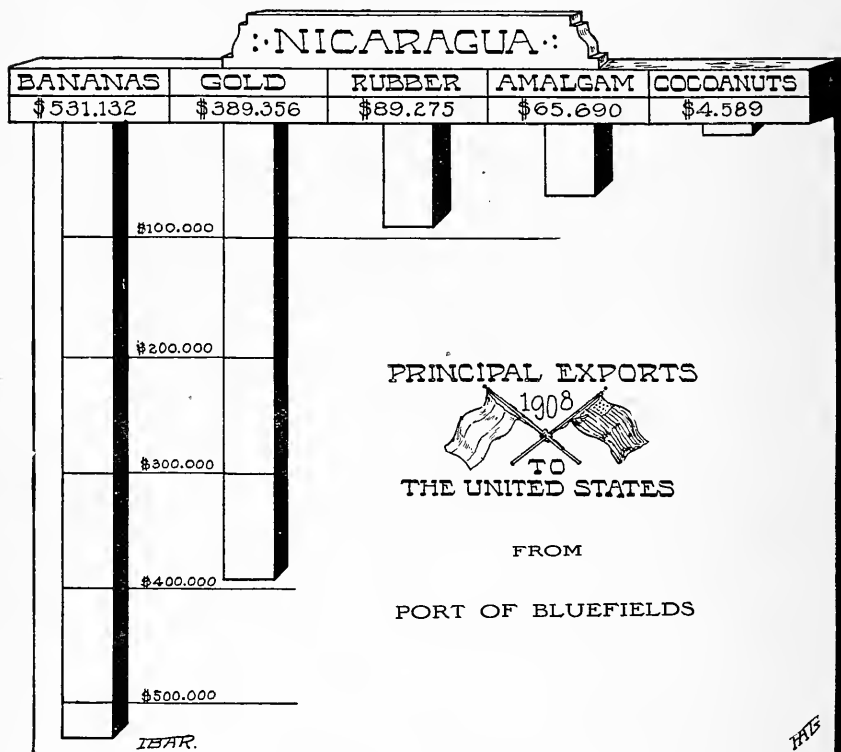 NICARAGUA
BANANAS GOLD RUBBER AMALGAM COCOANUTS
$531.132 $389.356 $89.275 $65.690 $4.589
$100.000
$200.000
$300.000
$400.000
$500.000
PRINCIPAL EXPORTS
1908
TO
THE UNITED STATES
FROM
PORT OF BLUEFIELDS
IBAR.